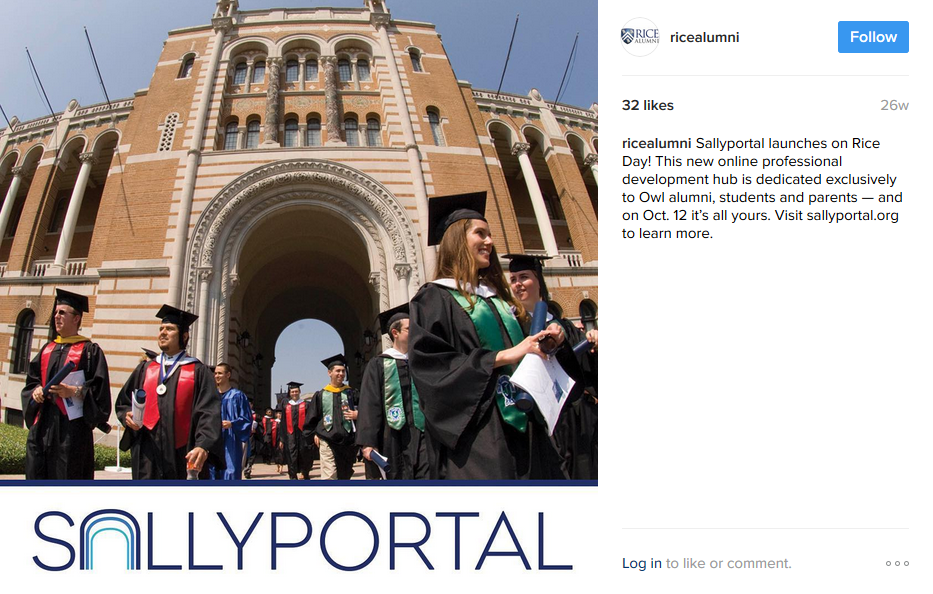 SALLYPORTAL
RICE
ALUMNI
ricealumni
Follow
32 likes
26w
ricealumni Sallyportal launches on Rice
Day! This new online professional
development hub is dedicated exclusively
to Owl alumni, students and parents — and
on Oct. 12 it's all yours. Visit sallyportal.org
to learn more.
Log in to like or comment.